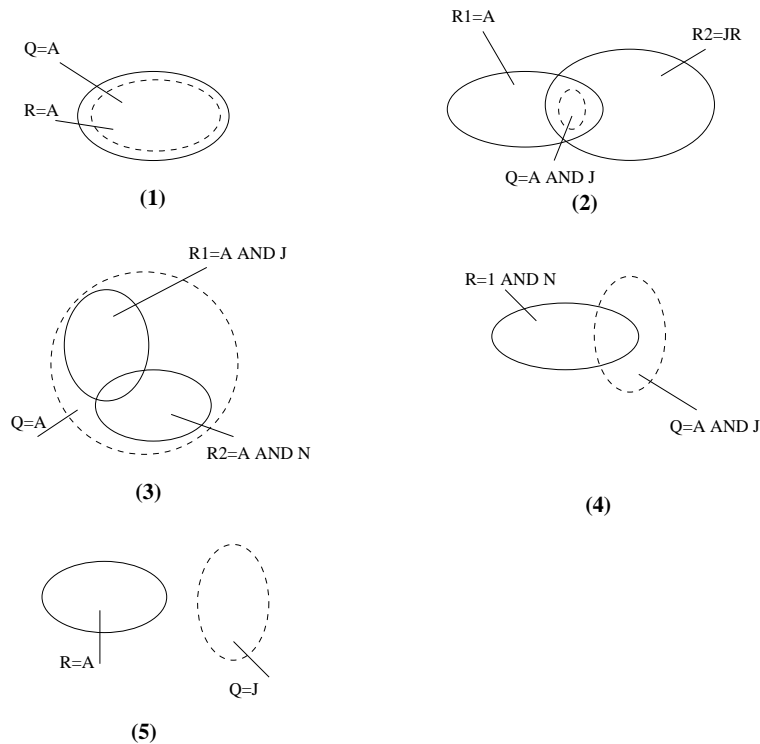 Q=A
R=A
(1)
R1=A
R2=JR
Q=A AND J
(2)
R1=A AND J
Q=A
R2=A AND N
(3)
R=1 AND N
Q=A AND J
(4)
R=A
Q=J
(5)